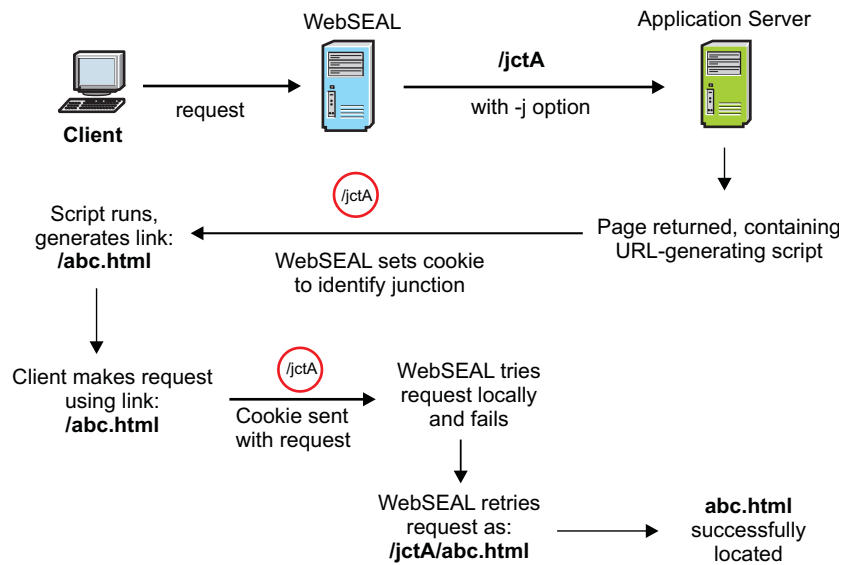 WebSEAL
Application Server
Client
request
/jctA
with -j option
/jctA
Script runs,
generates link:
/abc.html
WebSEAL sets cookie
to identify junction
Page returned, containing
URL-generating script
Client makes request
using link:
/abc.html
/jctA
Cookie sent
with request
WebSEAL tries
request locally
and fails
WebSEAL retries
request as:
/jctA/abc.html
abc.html
successfully
located